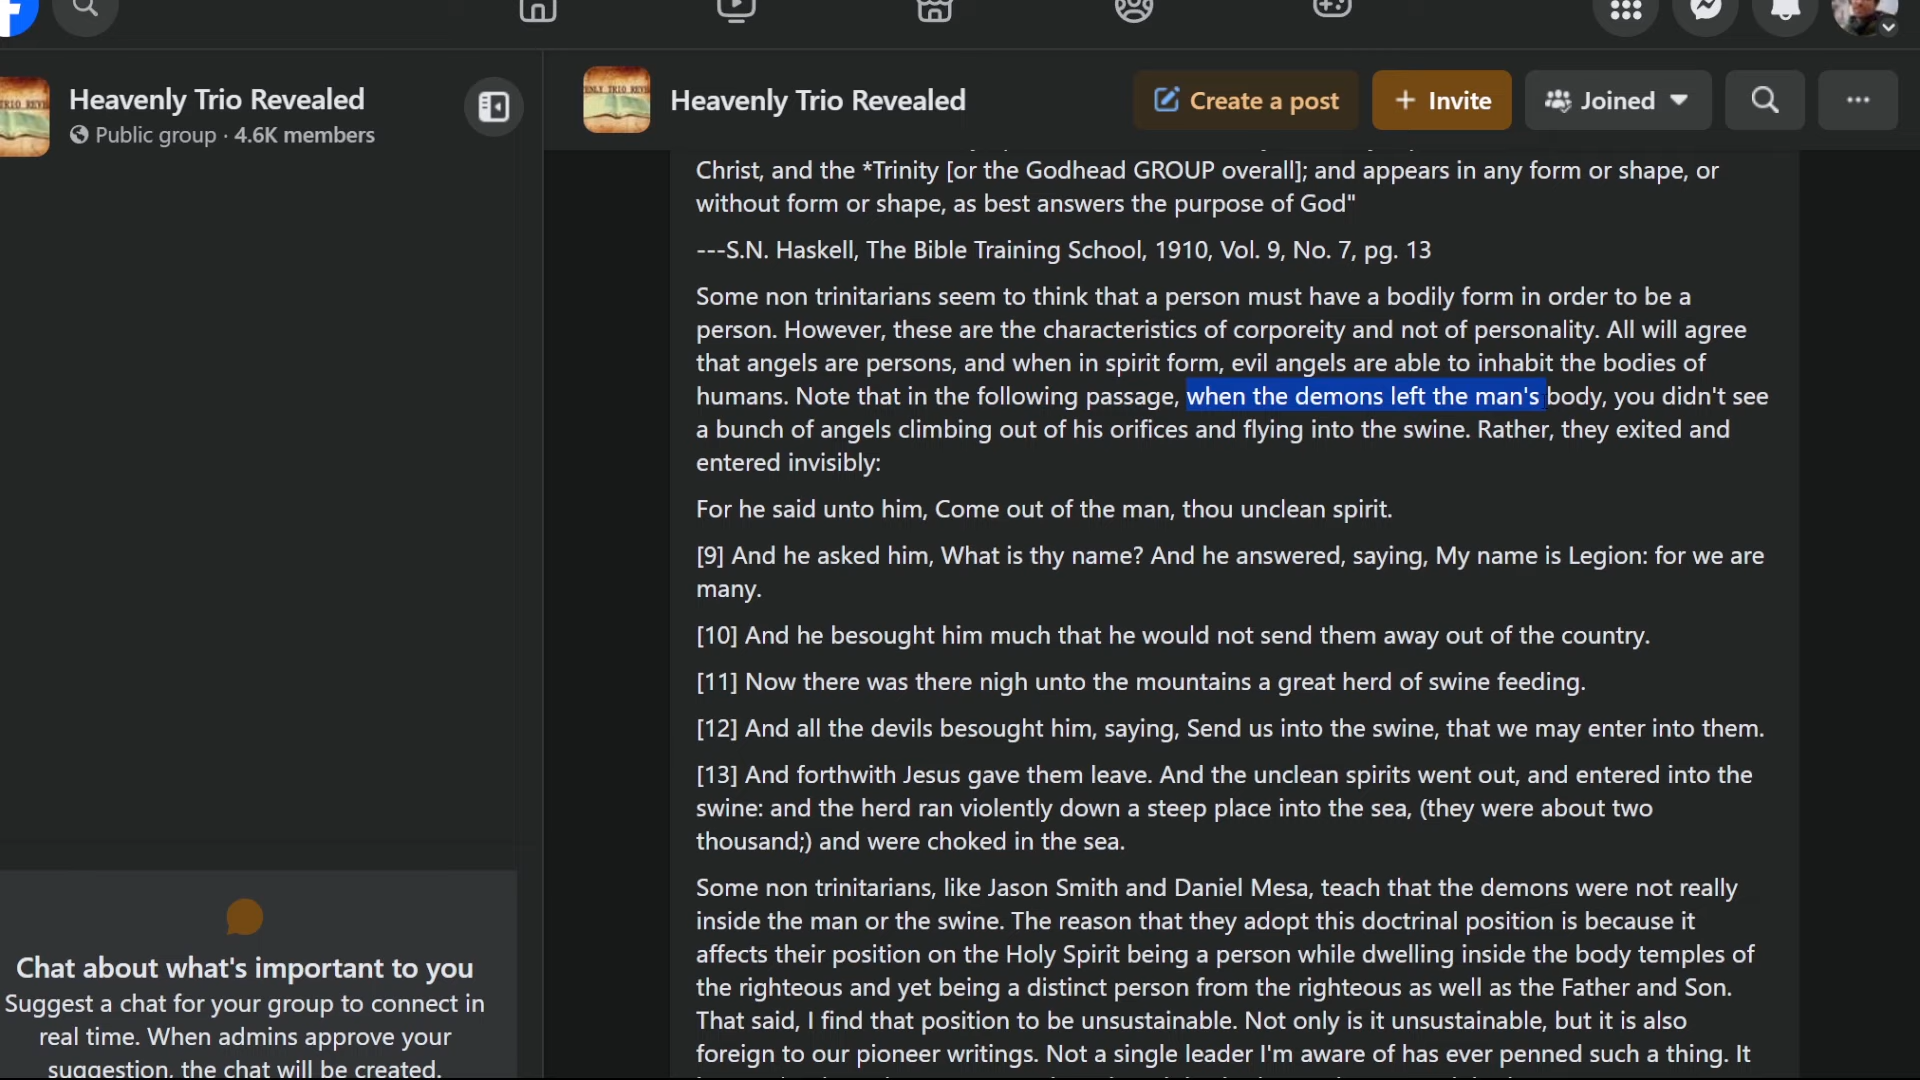 Heavenly Trio Revealed
Public group · 4.6K members
Heavenly Trio Revealed
Create a post
+ Invite
Joined
Christ, and the *Trinity [or the Godhead GROUP overall]; and appears in any form or shape, or
without form or shape, as best answers the purpose of God"
---S.N. Haskell, The Bible Training School, 1910, Vol. 9, No. 7, pg. 13
Some non trinitarians seem to think that a person must have a bodily form in order to be a
person. However, these are the characteristics of corporeity and not of personality. All will agree
that angels are persons, and when in spirit form, evil angels are able to inhabit the bodies of
humans. Note that in the following passage, when the demons left the man's body, you didn't see
a bunch of angels climbing out of his orifices and flying into the swine. Rather, they exited and
entered invisibly:
For he said unto him, Come out of the man, thou unclean spirit.
[9] And he asked him, What is thy name? And he answered, saying, My name is Legion: for we are
many.
[10] And he besought him much that he would not send them away out of the country.
[11] Now there was there nigh unto the mountains a great herd of swine feeding.
[12] And all the devils besought him, saying, Send us into the swine, that we may enter into them.
[13] And forthwith Jesus gave them leave. And the unclean spirits went out, and entered into the
swine: and the herd ran violently down a steep place into the sea, (they were about two
thousand;) and were choked in the sea.
Some non trinitarians, like Jason Smith and Daniel Mesa, teach that the demons were not really
inside the man or the swine. The reason that they adopt this doctrinal position is because it
affects their position on the Holy Spirit being a person while dwelling inside the body temples of
the righteous and yet being a distinct person from the righteous as well as the Father and Son.
That said, I find that position to be unsustainable. Not only is it unsustainable, but it is also
foreign to our pioneer writings. Not a single leader I'm aware of has ever penned such a thing. It
Chat about what's important to you
Suggest a chat for your group to connect in
real time. When admins approve your
suggestion, the chat will be created.